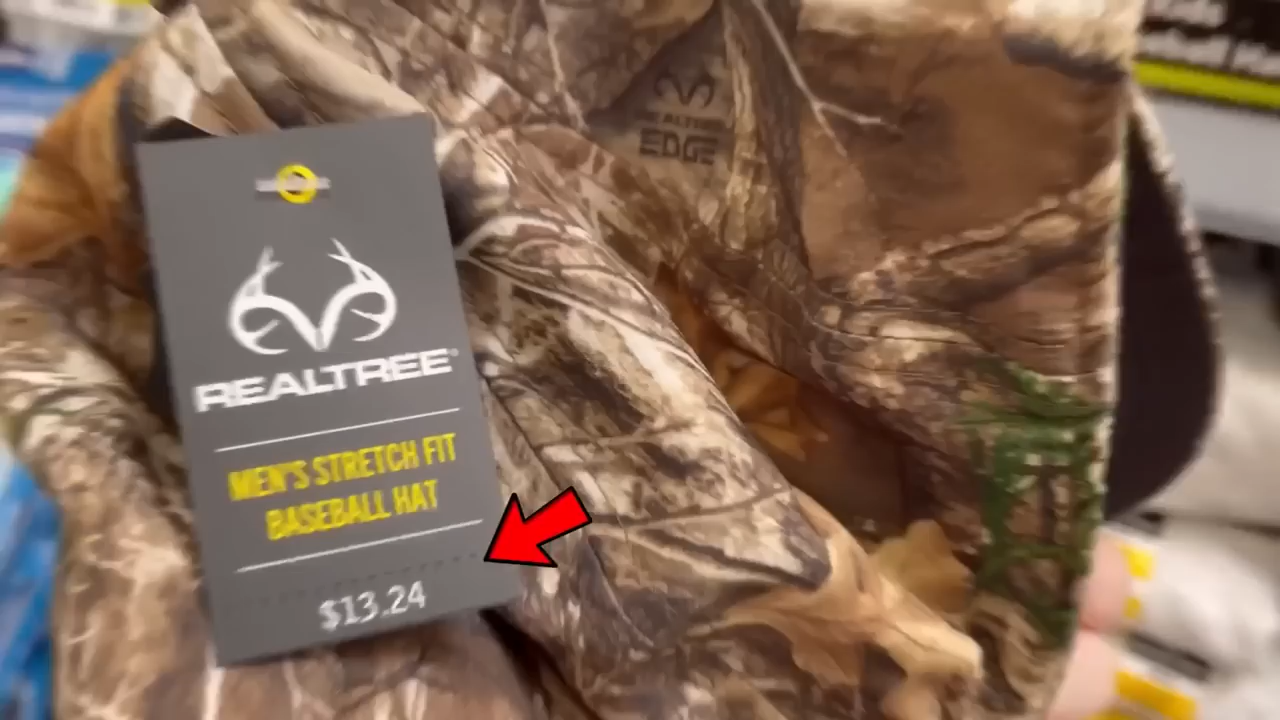 REALTREE
EDGE
REALTREE
MEN'S STRETCH FIT
BASEBALL HAT
$13.24